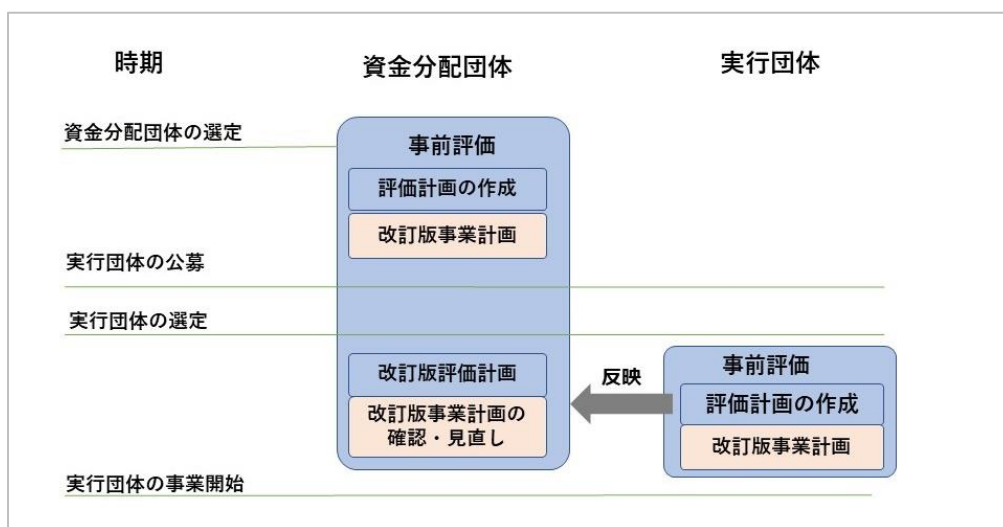 時期
資金分配団体
実行団体
資金分配団体の選定
事前評価
評価計画の作成
改訂版事業計画
実行団体の公募
実行団体の選定
改訂版評価計画
改訂版事業計画の
確認・見直し
反映
事前評価
評価計画の作成
改訂版事業計画
実行団体の事業開始